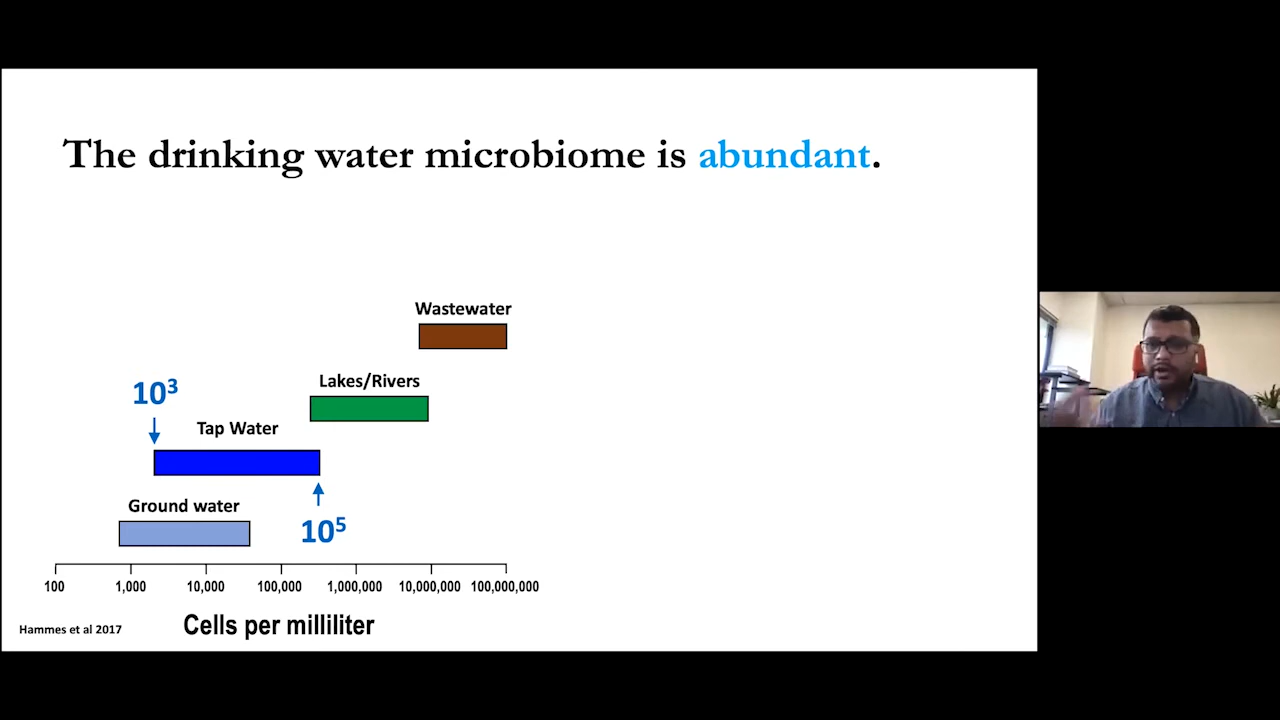 The drinking water microbiome is abundant.
Wastewater
Lakes/Rivers
10³
Tap Water
Ground water
10⁵
100 1,000 10,000 100,000 1,000,000 10,000,000 100,000,000
Cells per milliliter
Hammes et al 2017